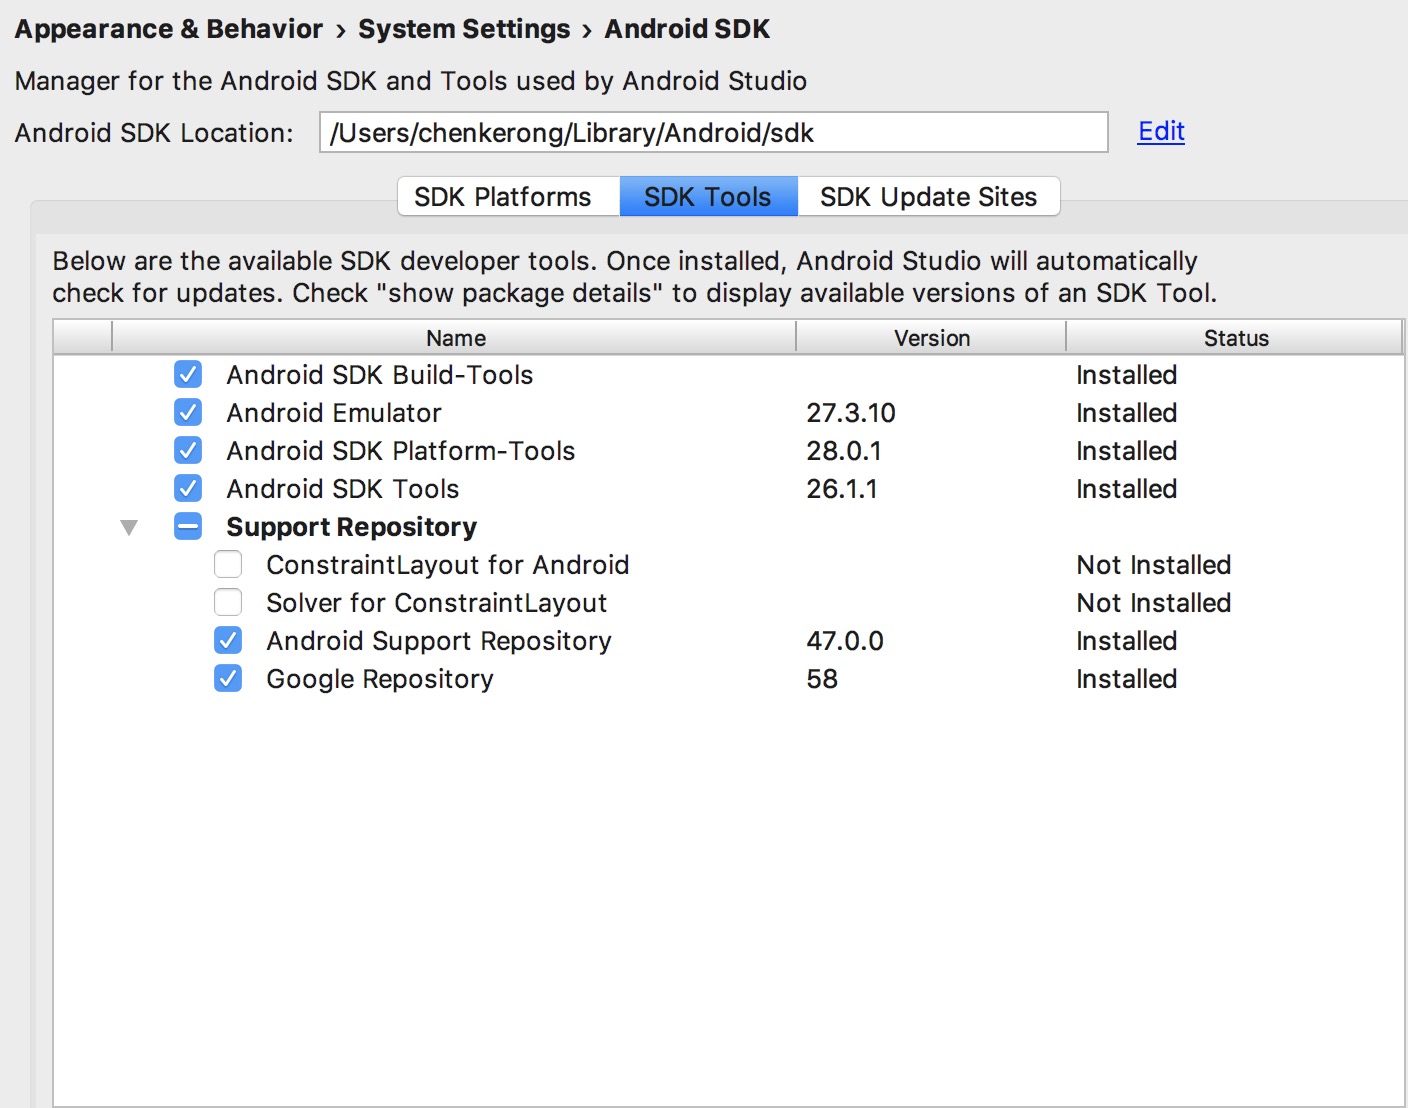 Appearance & Behavior › System Settings › Android SDK
Manager for the Android SDK and Tools used by Android Studio
Android SDK Location: /Users/chenkerong/Library/Android/sdk Edit
SDK Platforms SDK Tools SDK Update Sites
Below are the available SDK developer tools. Once installed, Android Studio will automatically
check for updates. Check "show package details" to display available versions of an SDK Tool.
Name Version Status
Android SDK Build-Tools Installed
Android Emulator 27.3.10 Installed
Android SDK Platform-Tools 28.0.1 Installed
Android SDK Tools 26.1.1 Installed
Support Repository
ConstraintLayout for Android Not Installed
Solver for ConstraintLayout Not Installed
Android Support Repository 47.0.0 Installed
Google Repository 58 Installed